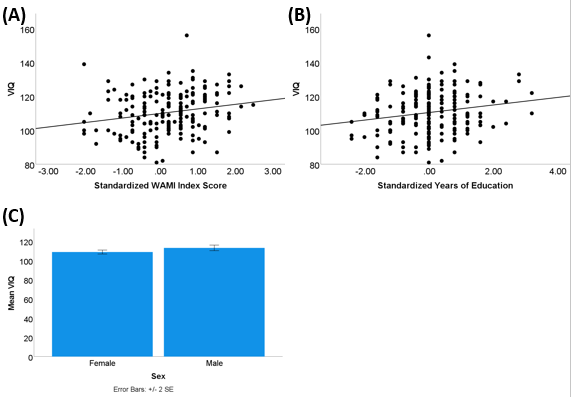 (A)
160
140
120
100
80
VIQ
-3.00 -2.00 -1.00 .00 1.00 2.00 3.00
Standardized WAMI Index Score
(B)
160
140
120
100
80
VIQ
-2.00 .00 2.00 4.00
Standardized Years of Education
(C)
120
100
80
60
40
20
0
Mean VIQ
Female Male
Sex
Error Bars: +/- 2 SE